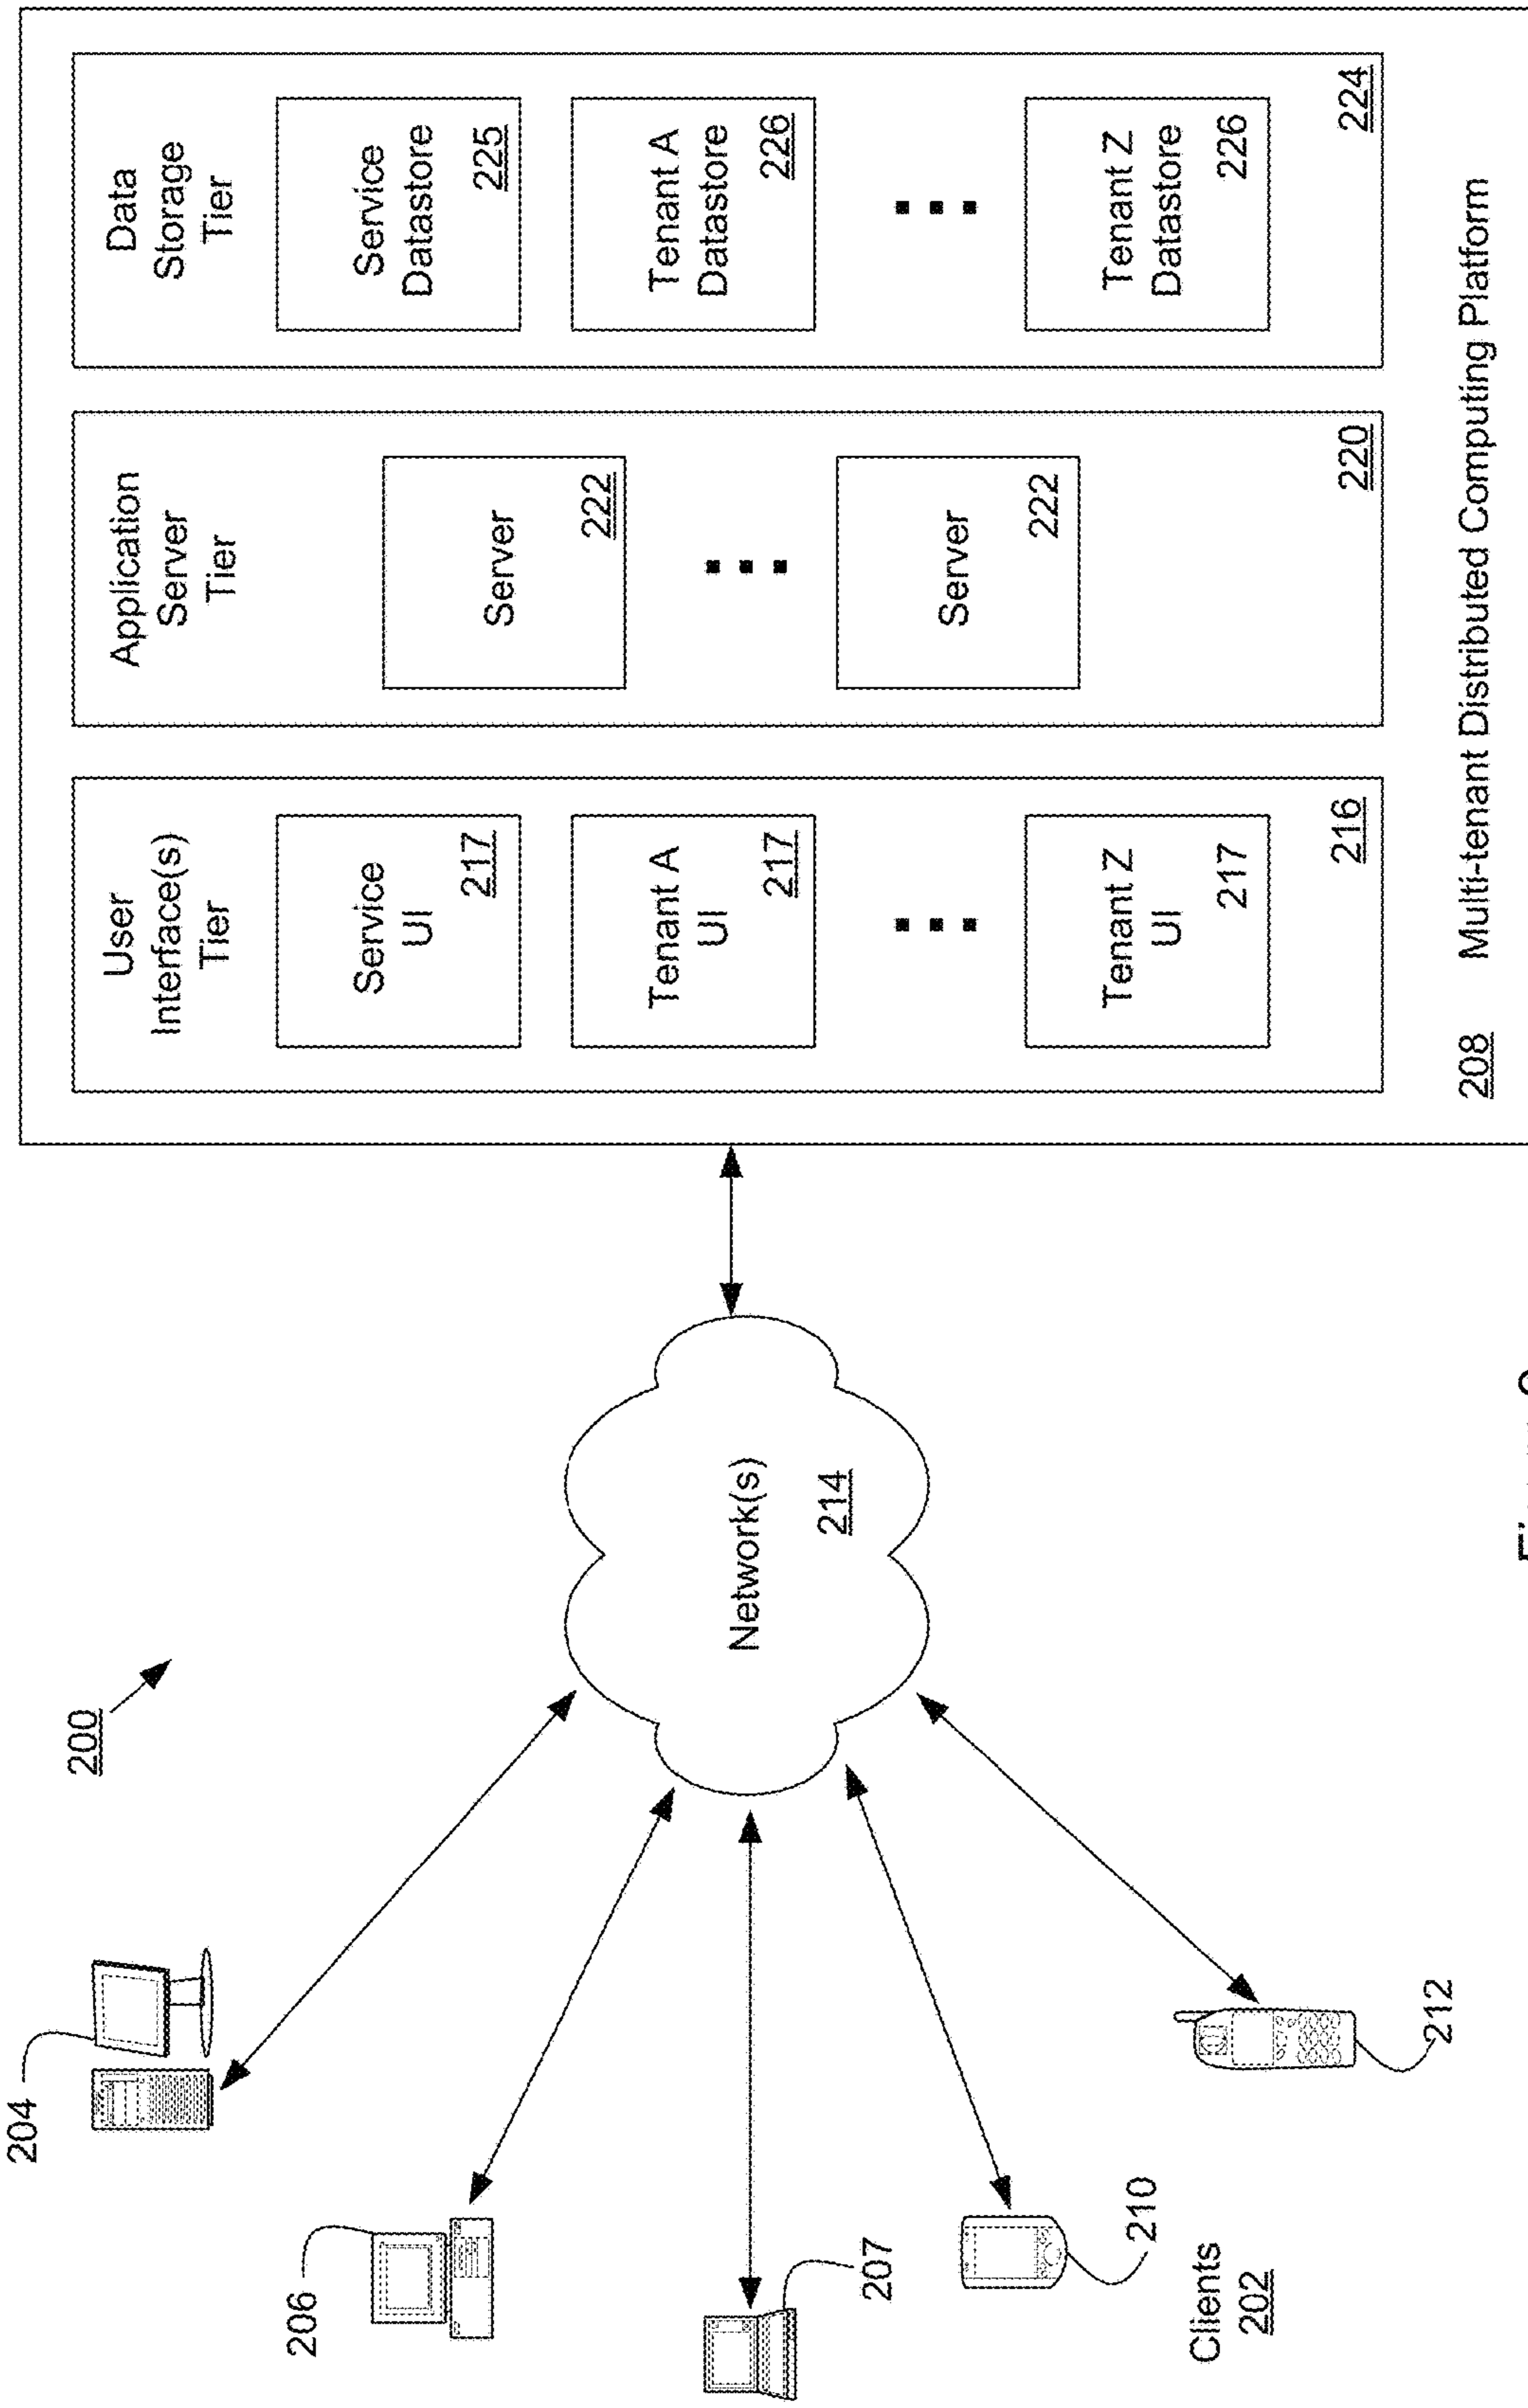 200
204
206
207
210
212
Clients
202
Network(s)
214
User
Interface(s)
Tier
Service
UI
217
Tenant A
UI
217
Tenant Z
UI
217
216
Application
Server
Tier
Server
222
Server
222
220
Data
Storage
Tier
Service
Datastore
225
Tenant A
Datastore
226
Tenant Z
Datastore
226
224
208 Multi-tenant Distributed Computing Platform